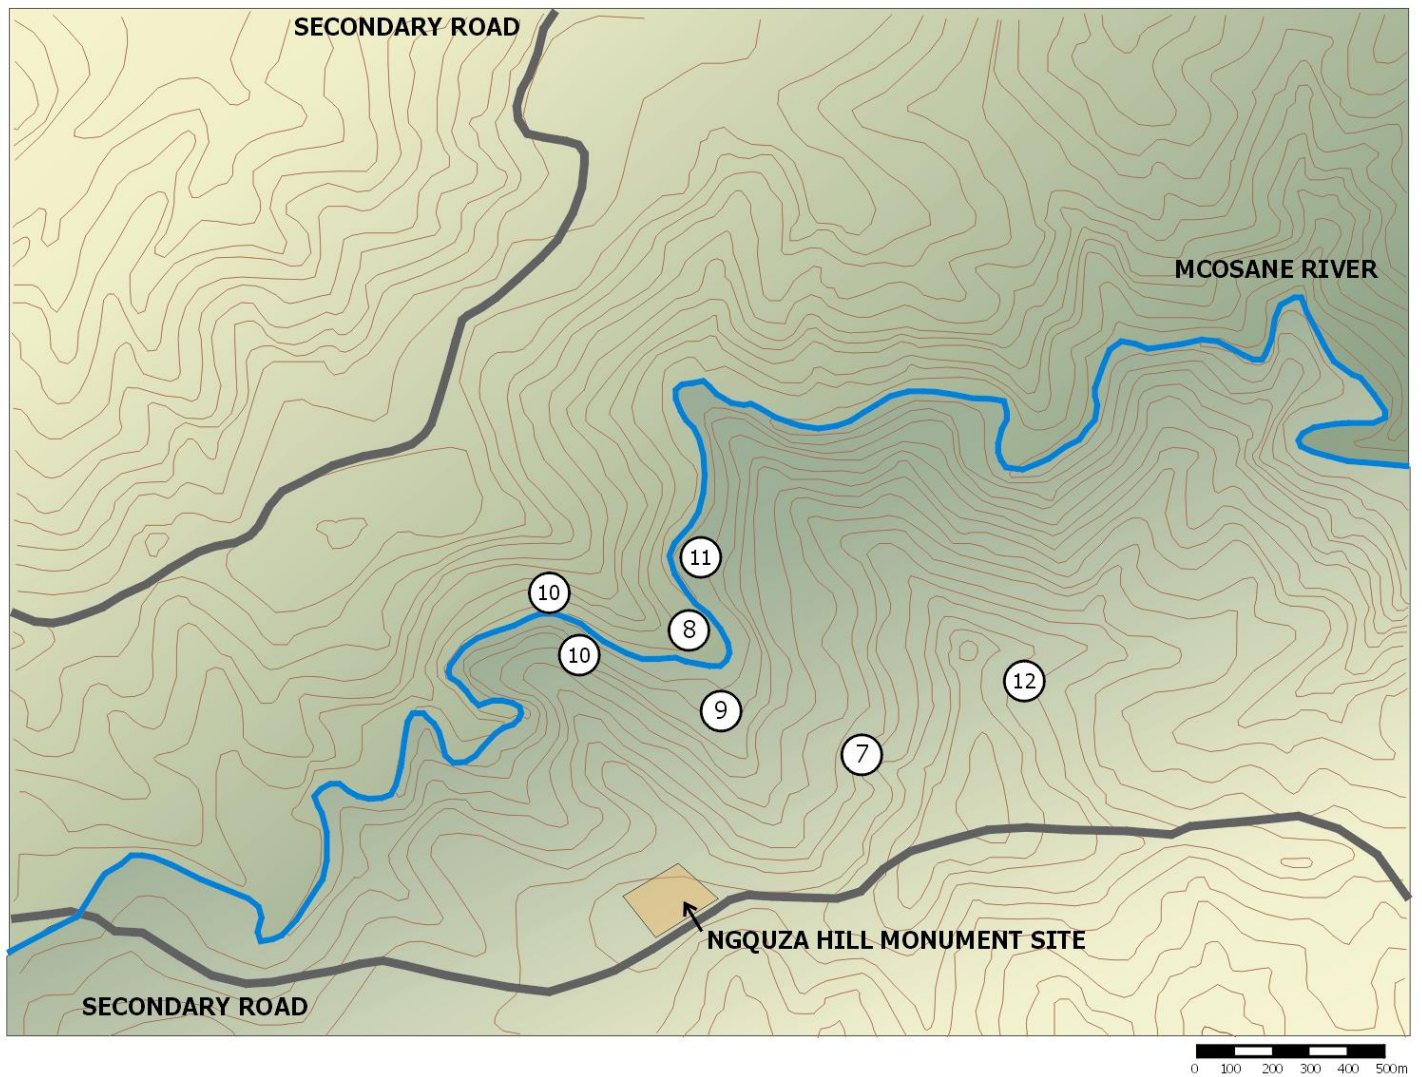 SECONDARY ROAD
MCOSANE RIVER
11
10
8
10
12
9
7
NGQUZA HILL MONUMENT SITE
SECONDARY ROAD
0 100 200 300 400 500m